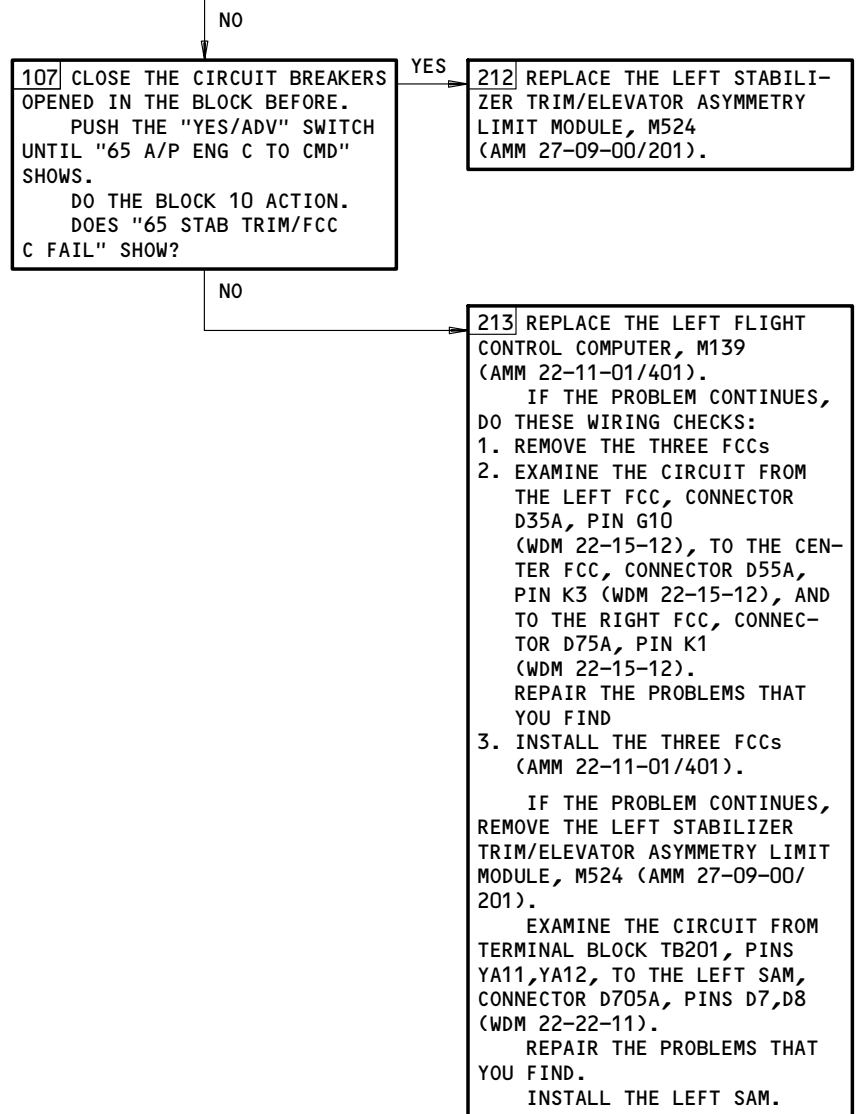 NO
107 CLOSE THE CIRCUIT BREAKERS
OPENED IN THE BLOCK BEFORE.
PUSH THE "YES/ADV" SWITCH
UNTIL "65 A/P ENG C TO CMD"
SHOWS.
DO THE BLOCK 10 ACTION.
DOES "65 STAB TRIM/FCC
C FAIL" SHOW?
YES
212 REPLACE THE LEFT STABILI-
ZER TRIM/ELEVATOR ASYMMETRY
LIMIT MODULE, M524
(AMM 27-09-00/201).
NO
213 REPLACE THE LEFT FLIGHT
CONTROL COMPUTER, M139
(AMM 22-11-01/401).
IF THE PROBLEM CONTINUES,
DO THESE WIRING CHECKS:
1. REMOVE THE THREE FCCs
2. EXAMINE THE CIRCUIT FROM
THE LEFT FCC, CONNECTOR
D35A, PIN G10
(WDM 22-15-12), TO THE CEN-
TER FCC, CONNECTOR D55A,
PIN K3 (WDM 22-15-12), AND
TO THE RIGHT FCC, CONNEC-
TOR D75A, PIN K1
(WDM 22-15-12).
REPAIR THE PROBLEMS THAT
YOU FIND
3. INSTALL THE THREE FCCs
(AMM 22-11-01/401).
IF THE PROBLEM CONTINUES,
REMOVE THE LEFT STABILIZER
TRIM/ELEVATOR ASYMMETRY LIMIT
MODULE, M524 (AMM 27-09-00/
201).
EXAMINE THE CIRCUIT FROM
TERMINAL BLOCK TB201, PINS
YA11,YA12, TO THE LEFT SAM,
CONNECTOR D705A, PINS D7,D8
(WDM 22-22-11).
REPAIR THE PROBLEMS THAT
YOU FIND.
INSTALL THE LEFT SAM.